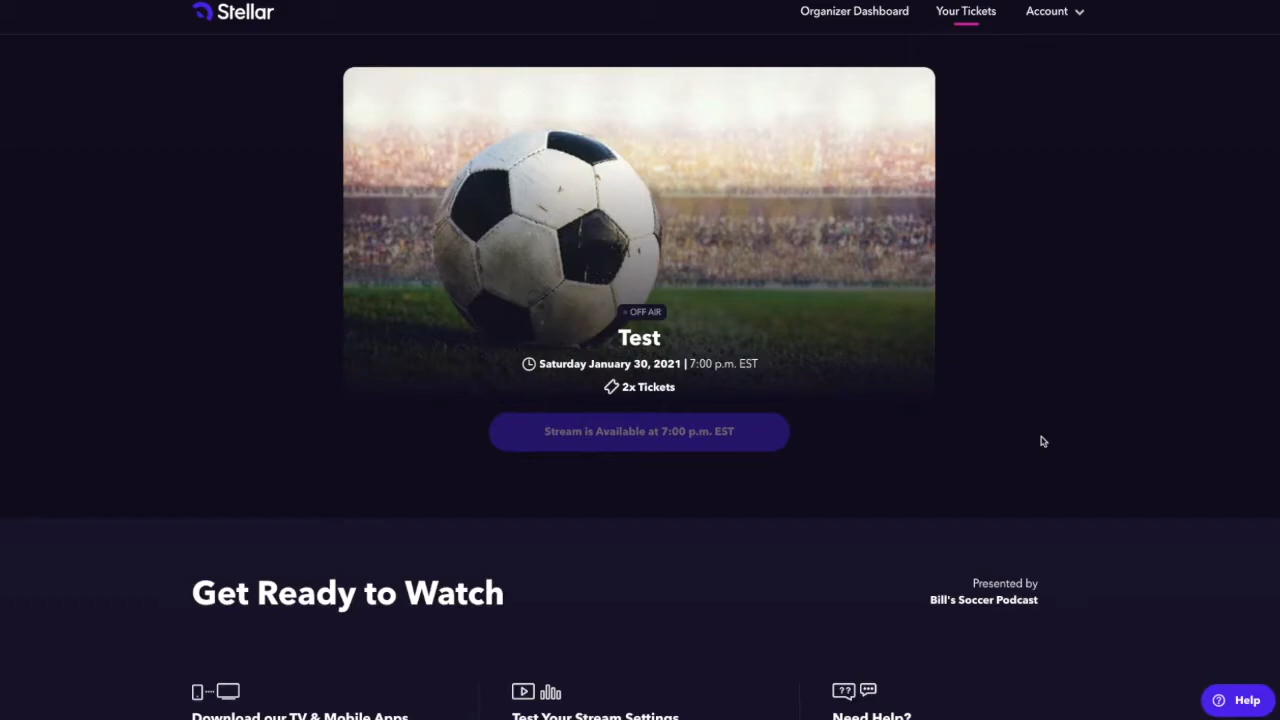 Stellar
Organizer Dashboard
Your Tickets
Account
OFF AIR
Test
Saturday January 30, 2021 | 7:00 p.m. EST
2x Tickets
Stream is Available at 7:00 p.m. EST
Get Ready to Watch
Presented by
Bill's Soccer Podcast
??
Download our TV & Mobile Apps
Test Your Stream Settings
Need Help?
Help